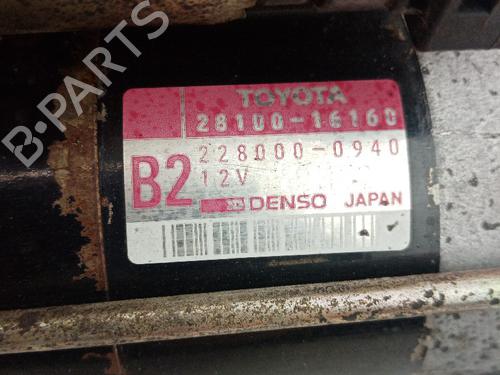 TOYOTA
28100-16160
B2
228000-0940
12V
DENSO JAPAN
B-PARTS